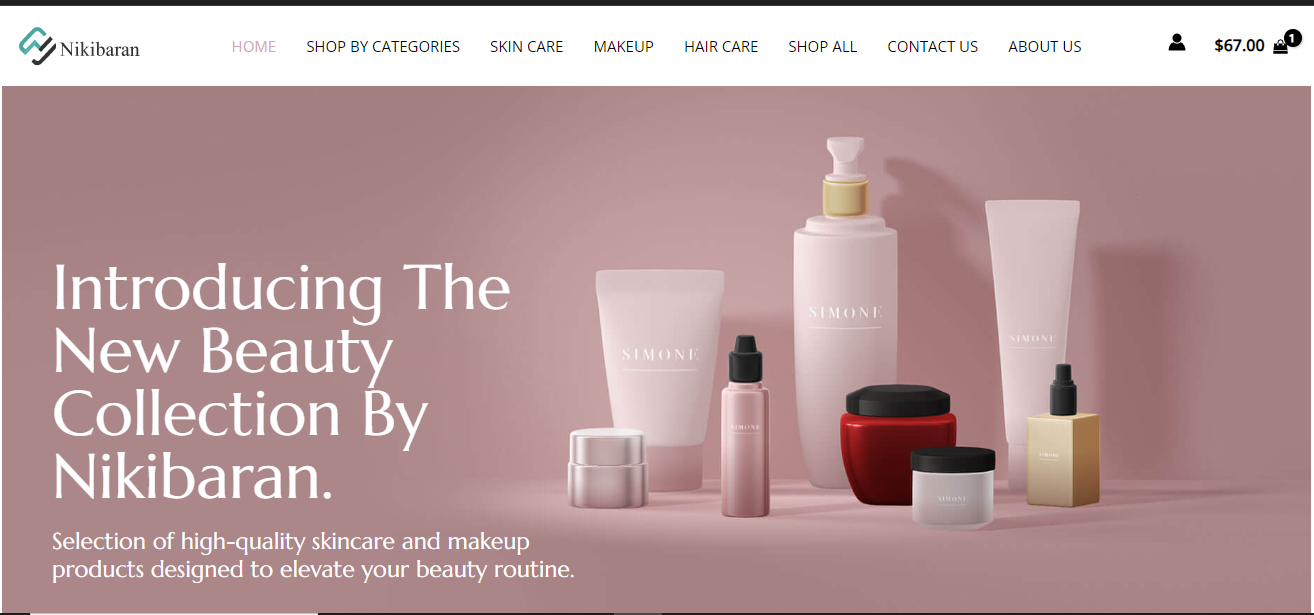 Nikibaran
HOME
SHOP BY CATEGORIES
SKIN CARE
MAKEUP
HAIR CARE
SHOP ALL
CONTACT US
ABOUT US
$67.00
1
Introducing The
New Beauty
Collection By
Nikibaran.
Selection of high-quality skincare and makeup
products designed to elevate your beauty routine.
SIMONE
SIMONE
SIMONE
SIMONE
SIMONE
SIMONE